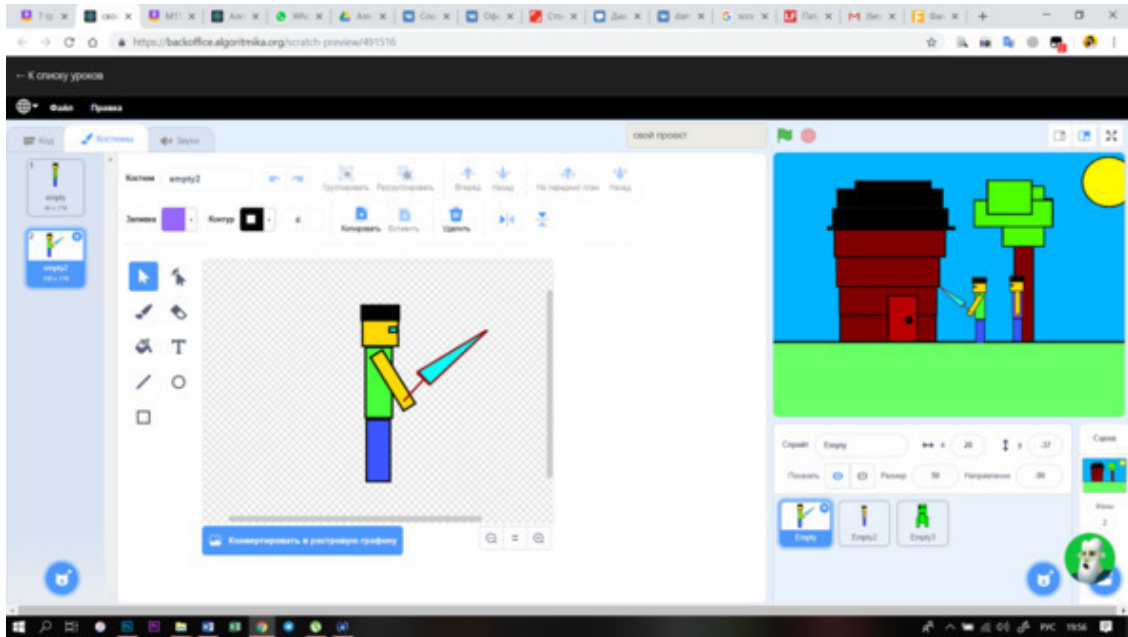 https://backoffice.algoritmika.org/scratch-preview/491516
← К списку уроков
Файл Правка
Код Костюмы Звуки
свой проект
1
empty
2
empty2
Костюм empty2
Группировать Разгруппировать Вперед Назад На передний план Назад
Заливка Контур 4
Копировать Вставить Удалить
T
Конвертировать в растровую графику
Спрайт Empty x 20 y -37
Показать Размер 50 Направление
Сцена
Фоны
2
Empty Empty2 Empty3
РУС 19:56